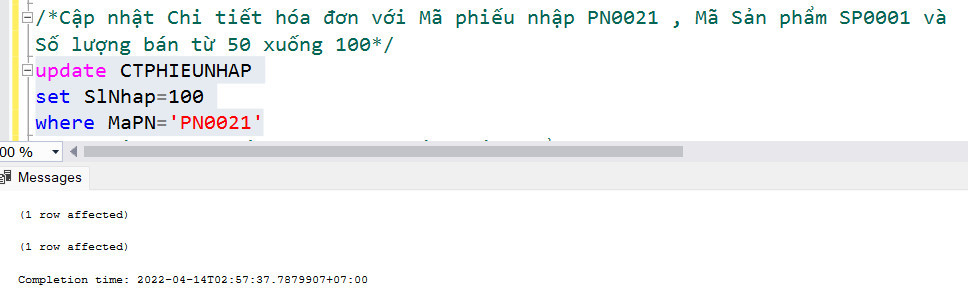 /*Cập nhật Chi tiết hóa đơn với Mã phiếu nhập PN0021 , Mã Sản phẩm SP0001 và
Số lượng bán từ 50 xuống 100*/
update CTPHIEUNHAP
set SlNhap=100
where MaPN='PN0021'
00 %
Messages
(1 row affected)
(1 row affected)
Completion time: 2022-04-14T02:57:37.7879907+07:00